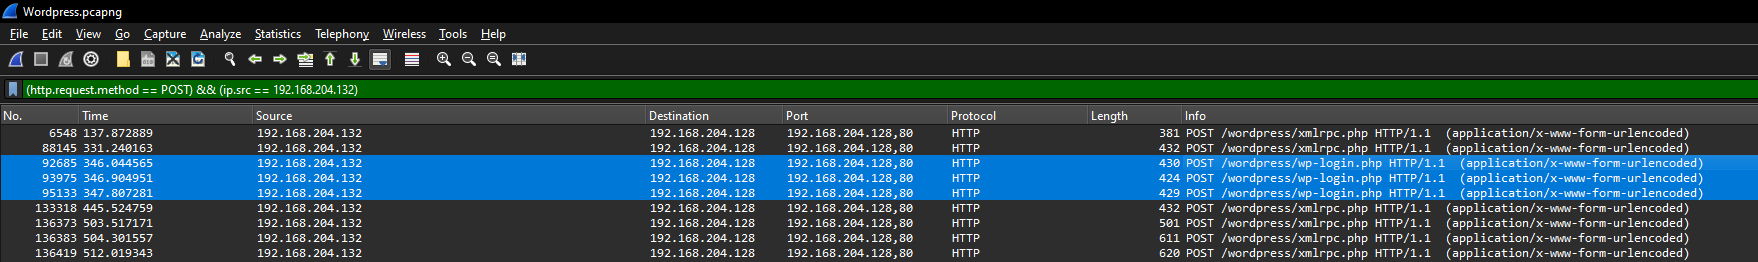 Wordpress.pcapng
File Edit View Go Capture Analyze Statistics Telephony Wireless Tools Help
(http.request.method == POST) && (ip.src == 192.168.204.132)
No. Time Source Destination Port Protocol Length Info
6548 137.872889 192.168.204.132 192.168.204.128 192.168.204.128,80 HTTP 381 POST /wordpress/xmlrpc.php HTTP/1.1 (application/x-www-form-urlencoded)
88145 331.240163 192.168.204.132 192.168.204.128 192.168.204.128,80 HTTP 432 POST /wordpress/xmlrpc.php HTTP/1.1 (application/x-www-form-urlencoded)
92685 346.044565 192.168.204.132 192.168.204.128 192.168.204.128,80 HTTP 430 POST /wordpress/wp-login.php HTTP/1.1 (application/x-www-form-urlencoded)
93975 346.904951 192.168.204.132 192.168.204.128 192.168.204.128,80 HTTP 424 POST /wordpress/wp-login.php HTTP/1.1 (application/x-www-form-urlencoded)
95133 347.807281 192.168.204.132 192.168.204.128 192.168.204.128,80 HTTP 429 POST /wordpress/wp-login.php HTTP/1.1 (application/x-www-form-urlencoded)
133318 445.524759 192.168.204.132 192.168.204.128 192.168.204.128,80 HTTP 432 POST /wordpress/xmlrpc.php HTTP/1.1 (application/x-www-form-urlencoded)
136373 503.517171 192.168.204.132 192.168.204.128 192.168.204.128,80 HTTP 501 POST /wordpress/xmlrpc.php HTTP/1.1 (application/x-www-form-urlencoded)
136383 504.301557 192.168.204.132 192.168.204.128 192.168.204.128,80 HTTP 611 POST /wordpress/xmlrpc.php HTTP/1.1 (application/x-www-form-urlencoded)
136419 512.019343 192.168.204.132 192.168.204.128 192.168.204.128,80 HTTP 620 POST /wordpress/xmlrpc.php HTTP/1.1 (application/x-www-form-urlencoded)